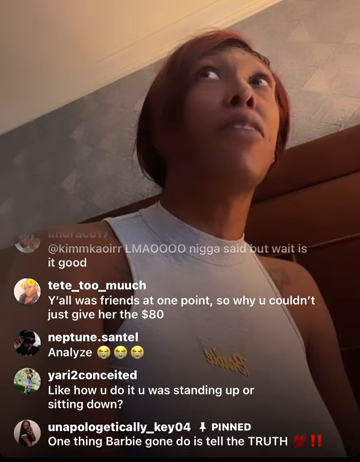 @kimmkaoirr LMAOOOO nigga said but wait is
it good
tete_too_muuch
Y'all was friends at one point, so why u couldn't
just give her the $80
neptune.santel
Analyze 😭😭😭
yari2conceited
Like how u do it u was standing up or
sitting down?
unapologetically_key04 PINNED
One thing Barbie gone do is tell the TRUTH 💯‼️
Barbie